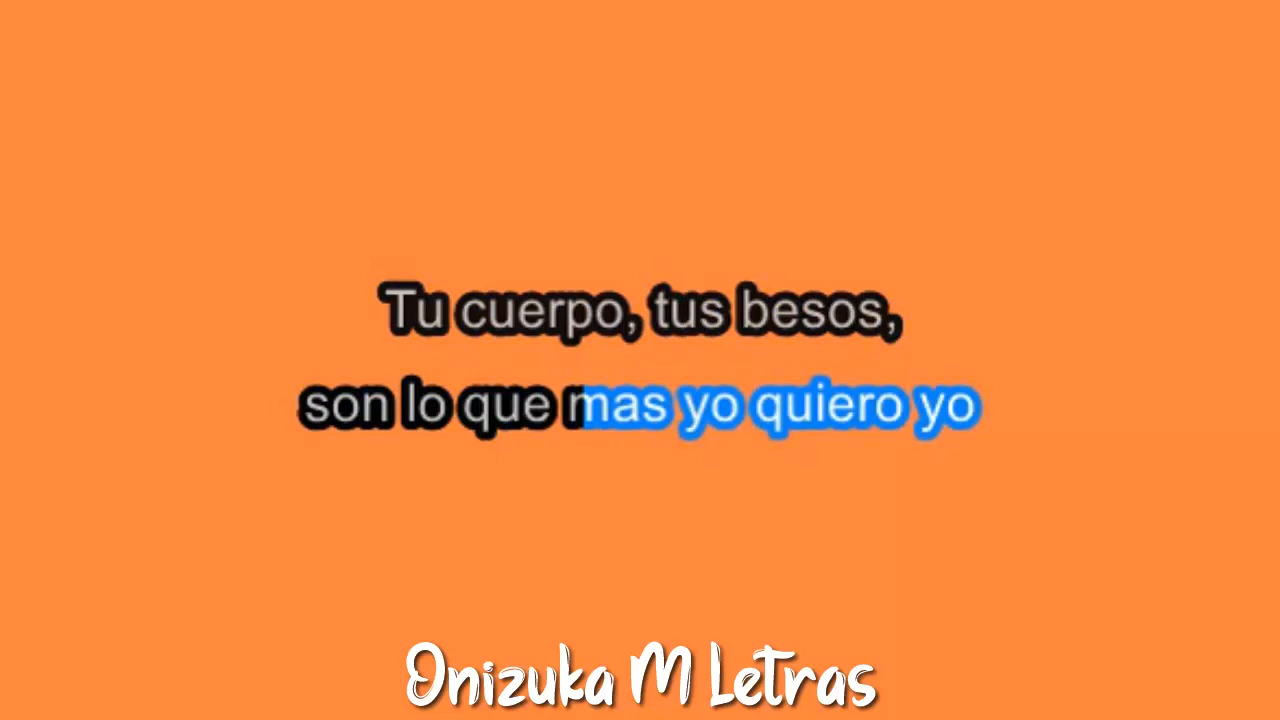 Tu cuerpo, tus besos,
son lo que mas yo quiero yo
Onizuka M Letras